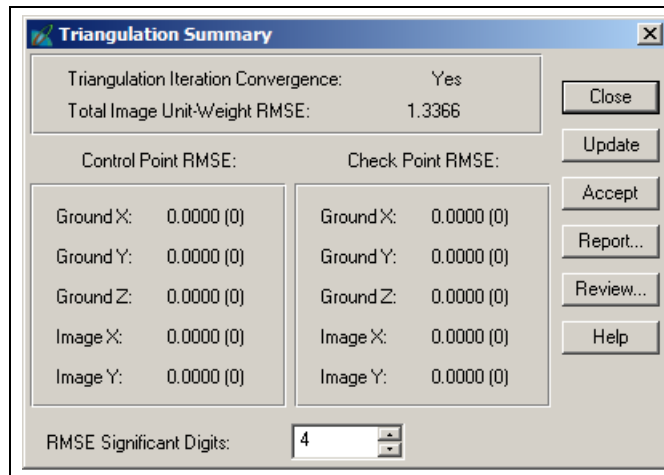 Triangulation Summary
Triangulation Iteration Convergence: Yes
Total Image Unit-Weight RMSE: 1.3366
Control Point RMSE:
Ground X: 0.0000 (0)
Ground Y: 0.0000 (0)
Ground Z: 0.0000 (0)
Image X: 0.0000 (0)
Image Y: 0.0000 (0)
Check Point RMSE:
Ground X: 0.0000 (0)
Ground Y: 0.0000 (0)
Ground Z: 0.0000 (0)
Image X: 0.0000 (0)
Image Y: 0.0000 (0)
RMSE Significant Digits: 4
Close
Update
Accept
Report...
Review...
Help